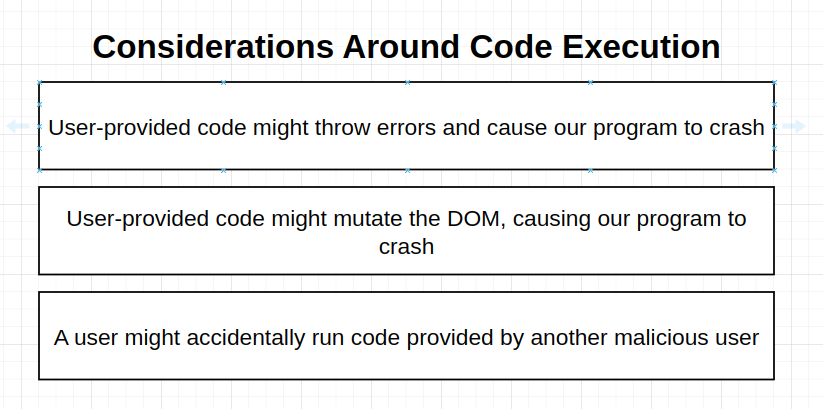 Considerations Around Code Execution
User-provided code might throw errors and cause our program to crash
User-provided code might mutate the DOM, causing our program to
crash
A user might accidentally run code provided by another malicious user